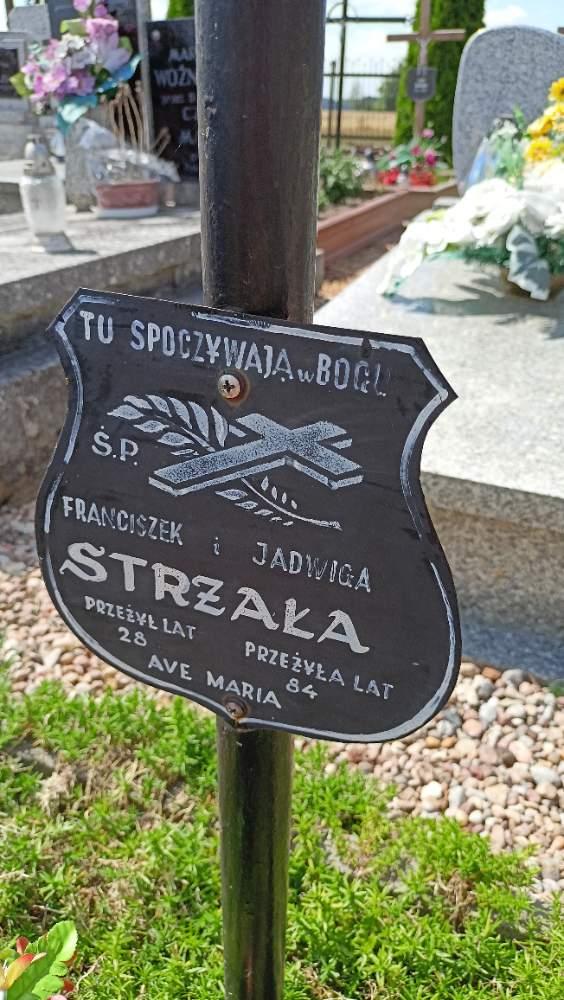 TU SPOCZYWAJĄ w BOGU
Ś.P.
FRANCISZEK i JADWIGA
STRZAŁA
PRZEŻYŁ LAT PRZEŻYŁA LAT
28 84
AVE MARIA